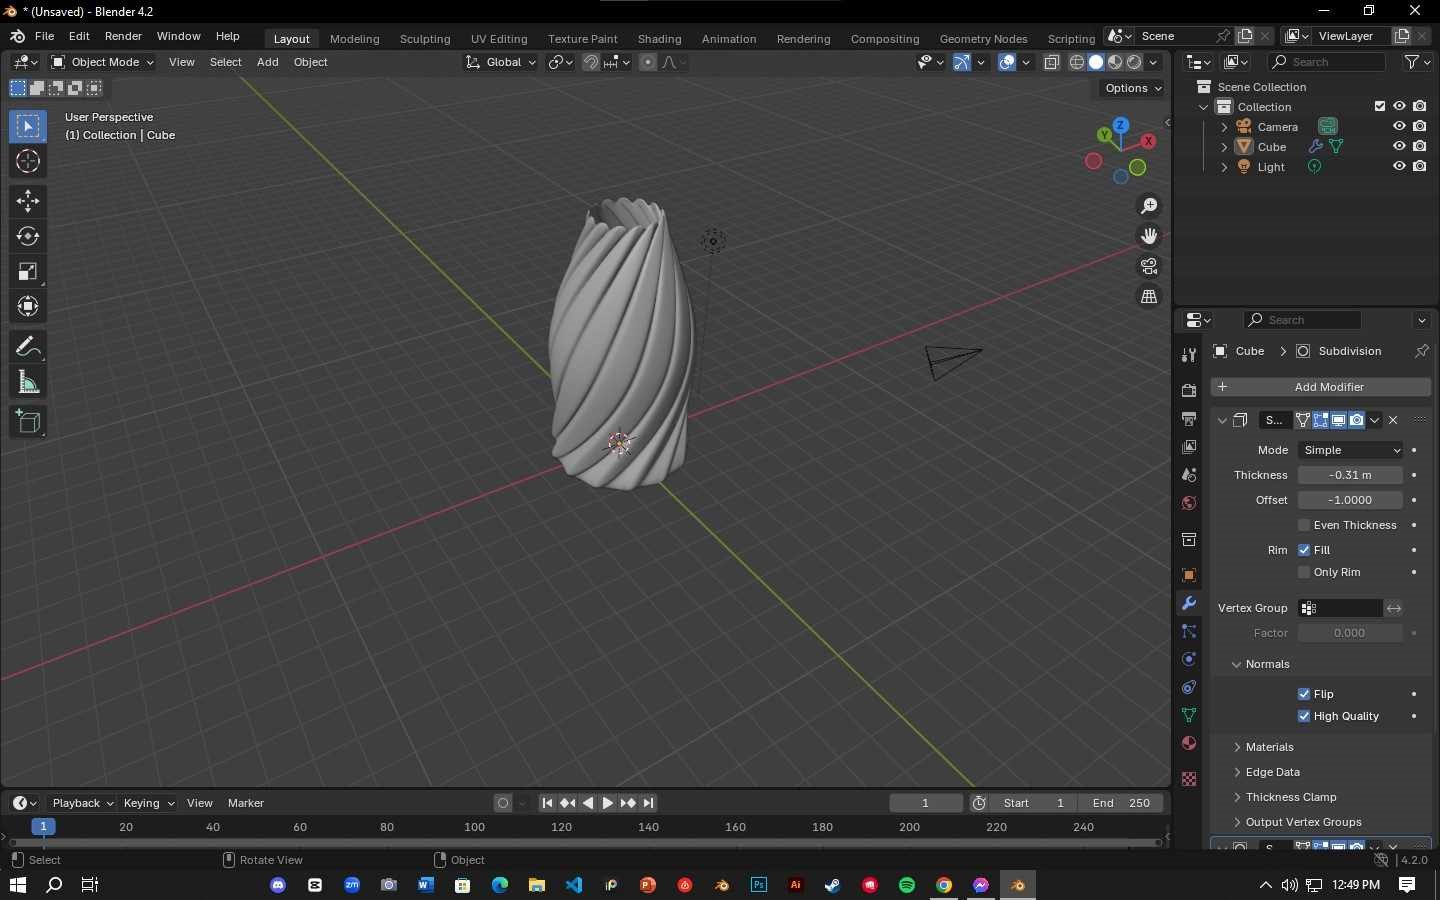 * (Unsaved) - Blender 4.2
File Edit Render Window Help Layout Modeling Sculpting UV Editing Texture Paint Shading Animation Rendering Compositing Geometry Nodes Scripting Scene ViewLayer
Object Mode View Select Add Object Global Search
Options
User Perspective
(1) Collection | Cube
Z
Y
X
Scene Collection
Collection
Camera
Cube
Light
Search
Cube Subdivision
Add Modifier
S...
Mode Simple
Thickness -0.31 m
Offset -1.0000
Even Thickness
Rim Fill
Only Rim
Vertex Group
Factor 0.000
Normals
Flip
High Quality
Materials
Edge Data
Thickness Clamp
Output Vertex Groups
Playback Keying View Marker 1 Start 1 End 250
1 20 40 60 80 100 120 140 160 180 200 220 240
Select Rotate View Object 4.2.0
zm W P Ps Ai 12:49 PM